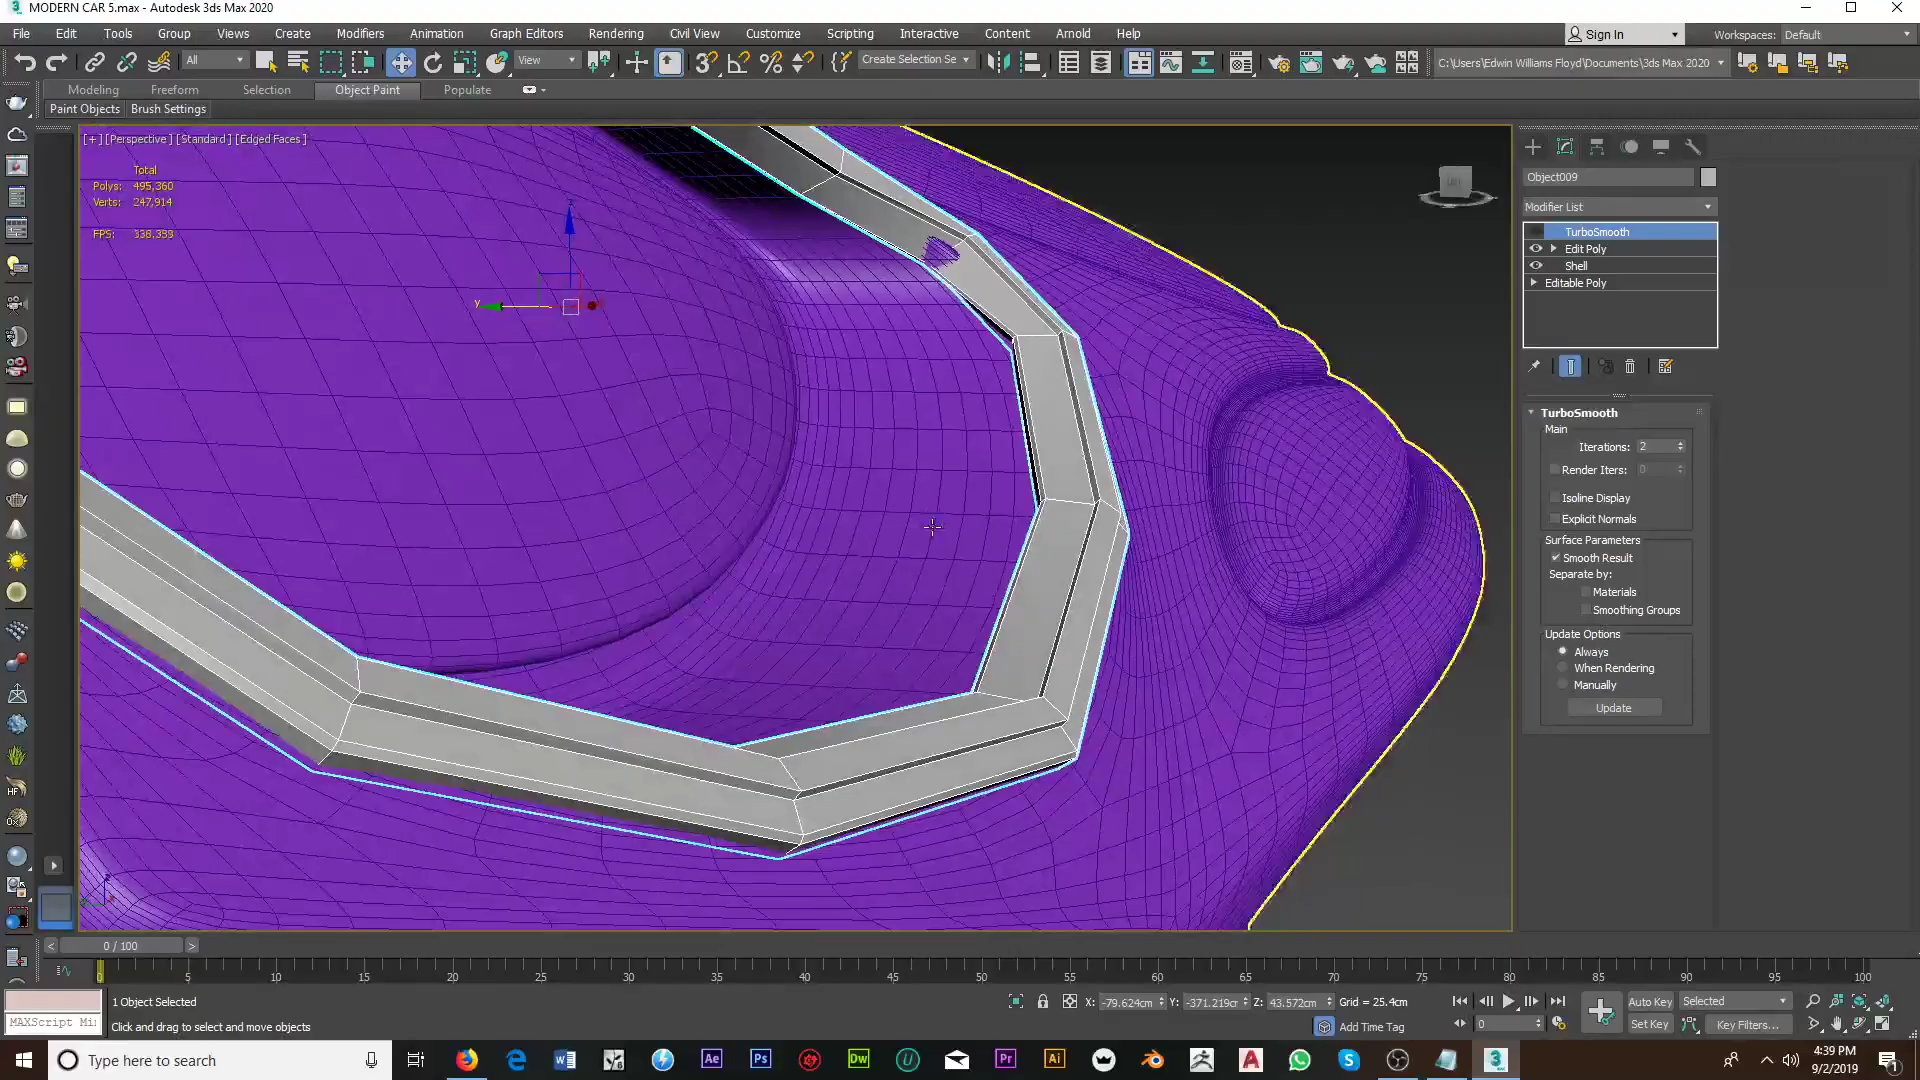 MODERN CAR 5.max - Autodesk 3ds Max 2020
File Edit Tools Group Views Create Modifiers Animation Graph Editors Rendering Civil View Customize Scripting Interactive Content Arnold Help
Sign In
Workspaces: Default
All
View
Create Selection Se
C:\Users\Edwin Williams Floyd\Documents\3ds Max 2020
Modeling Freeform Selection Object Paint Populate
Paint Objects Brush Settings
[+] [Perspective] [Standard] [Edged Faces]
Total
Polys: 495,360
Verts: 247,914
FPS: 338.383
Object009
Modifier List
TurboSmooth
Edit Poly
Shell
Editable Poly
TurboSmooth
Main
Iterations: 2
Render Iters: 0
Isoline Display
Explicit Normals
Surface Parameters
Smooth Result
Separate by:
Materials
Smoothing Groups
Update Options
Always
When Rendering
Manually
Update
z
y
z
HF
< 0 / 100 >
0 5 10 15 20 25 30 35 40 45 50 55 60 65 70 75 80 85 90 95 100
1 Object Selected
X: -79.624cm Y: -371.219cm Z: 43.572cm Grid = 25.4cm
Auto Key Selected
MAXScript Mi
Click and drag to select and move objects
Add Time Tag
0
Set Key Key Filters...
Type here to search
Ae Ps Dw Pr Ai
4:39 PM
9/2/2019
1